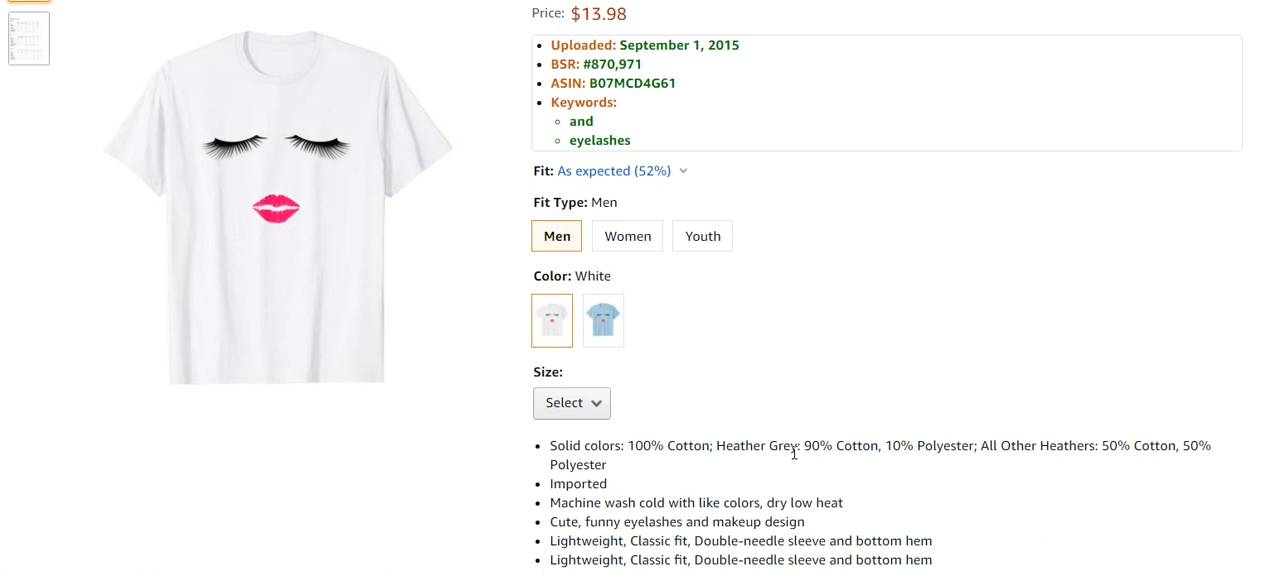 Price: $13.98
Uploaded: September 1, 2015
BSR: #870,971
ASIN: B07MCD4G61
Keywords:
and
eyelashes
Fit: As expected (52%)
Fit Type: Men
Men Women Youth
Color: White
Size:
Select
Solid colors: 100% Cotton; Heather Grey: 90% Cotton, 10% Polyester; All Other Heathers: 50% Cotton, 50%
Polyester
Imported
Machine wash cold with like colors, dry low heat
Cute, funny eyelashes and makeup design
Lightweight, Classic fit, Double-needle sleeve and bottom hem
Lightweight, Classic fit, Double-needle sleeve and bottom hem